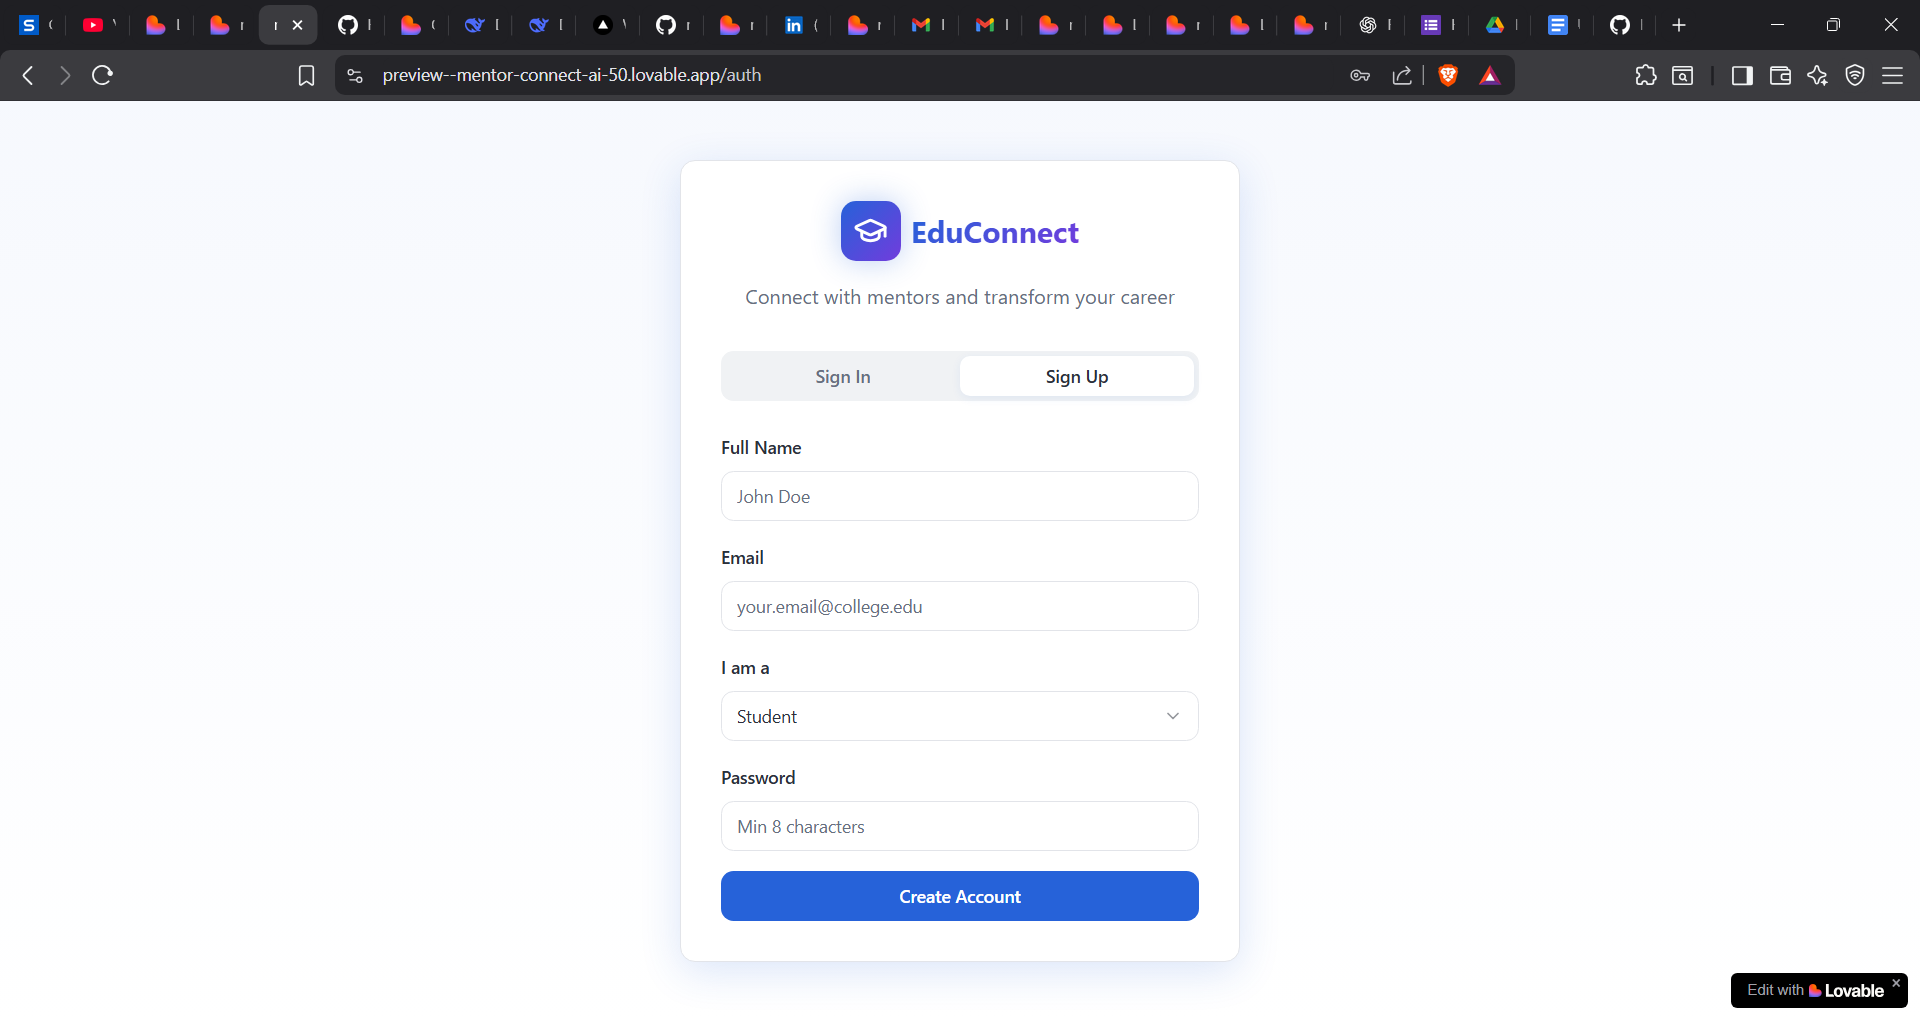 preview--mentor-connect-ai-50.lovable.app/auth
EduConnect
Connect with mentors and transform your career
Sign In
Sign Up
Full Name
John Doe
Email
your.email@college.edu
I am a
Student
Password
Min 8 characters
Create Account
Edit with Lovable